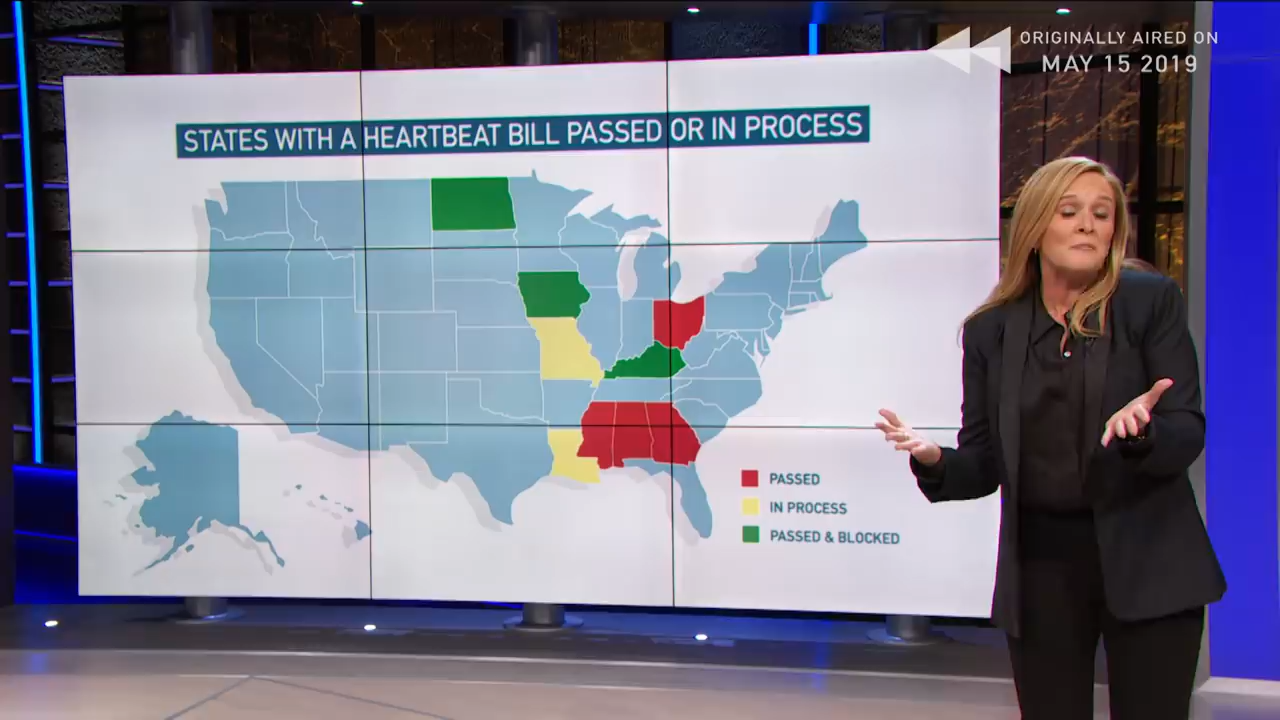 ORIGINALLY AIRED ON
MAY 15 2019
STATES WITH A HEARTBEAT BILL PASSED OR IN PROCESS
PASSED
IN PROCESS
PASSED & BLOCKED